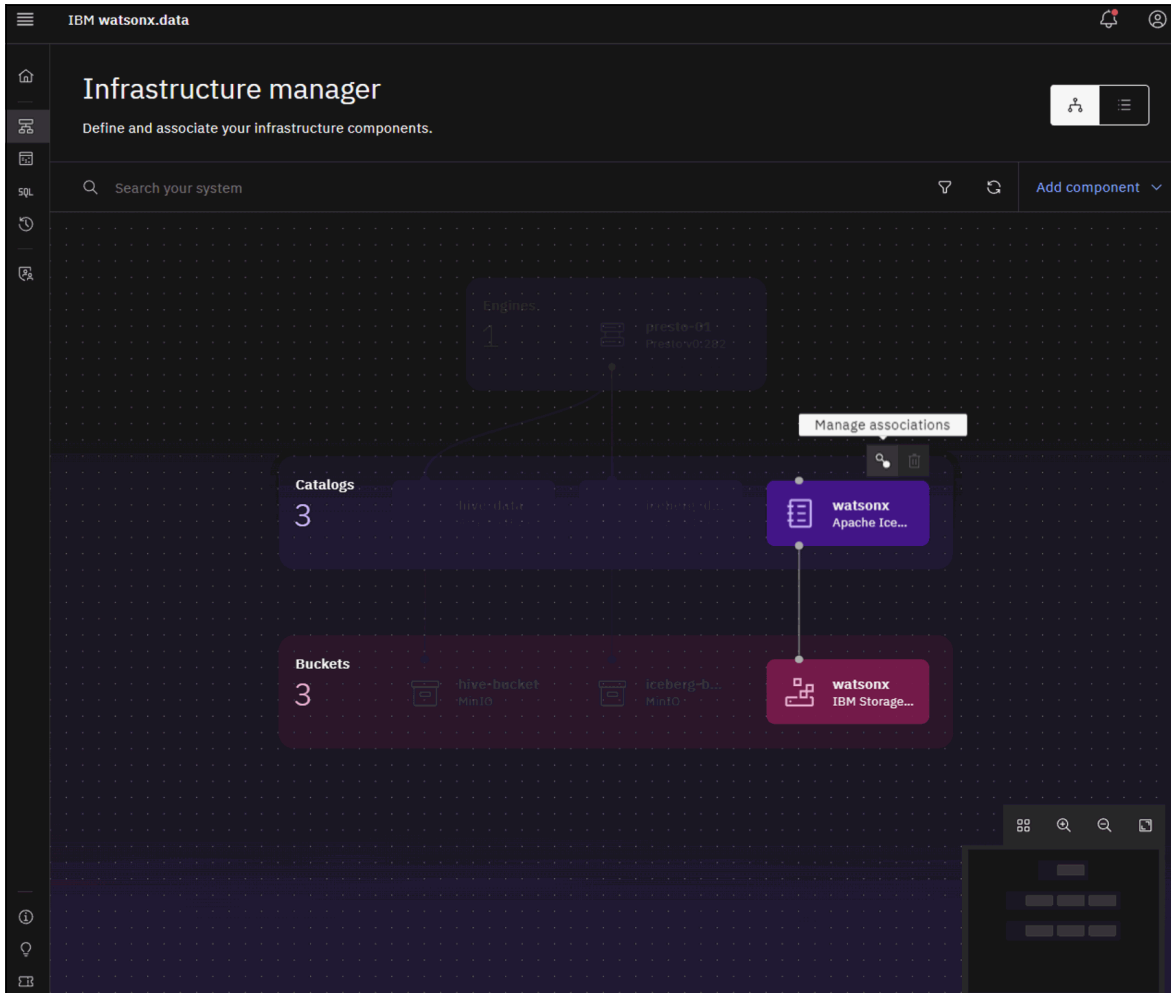 IBM watsonx.data
Infrastructure manager
Define and associate your infrastructure components.
SQL
Search your system
Add component
Engines
1
presto-01
Presto v0.282
Manage associations
Catalogs
3
hive-data
iceberg-d...
watsonx
Apache Ice...
Buckets
3
hive-bucket
MinIO
iceberg-b...
MinIO
watsonx
IBM Storage...